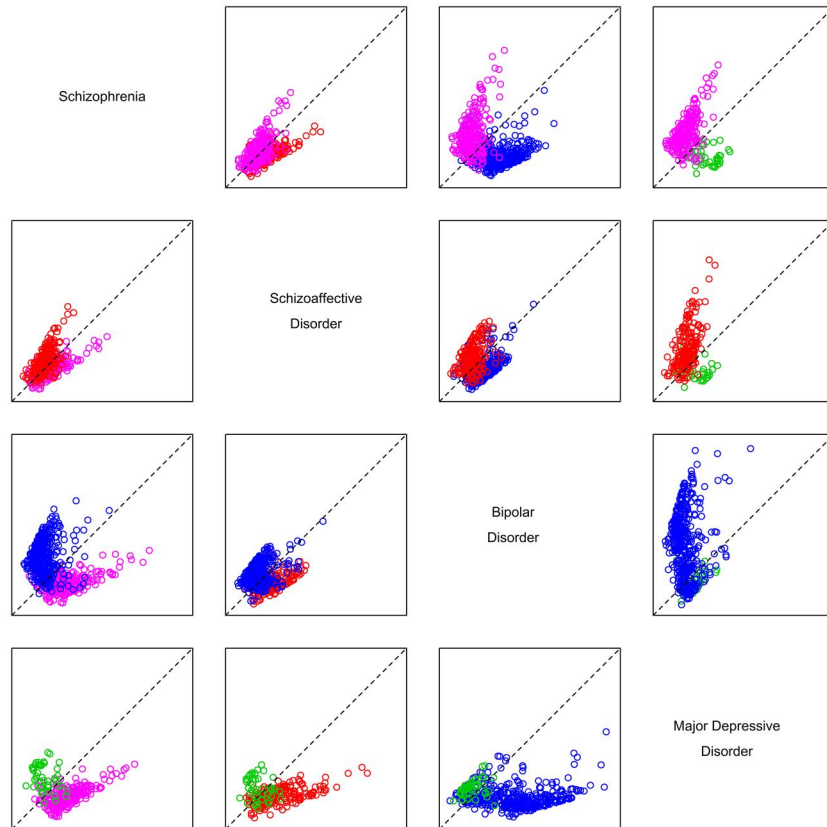 Schizophrenia
Schizoaffective
Disorder
Bipolar
Disorder
Major Depressive
Disorder